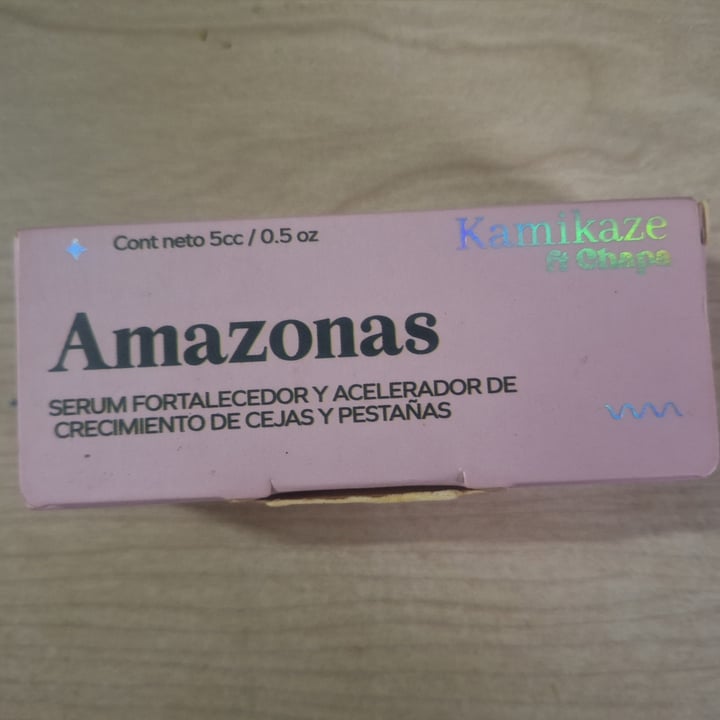 Cont neto 5cc / 0.5 oz
Kamikaze
ft Chapa
Amazonas
SERUM FORTALECEDOR Y ACELERADOR DE
CRECIMIENTO DE CEJAS Y PESTAÑAS